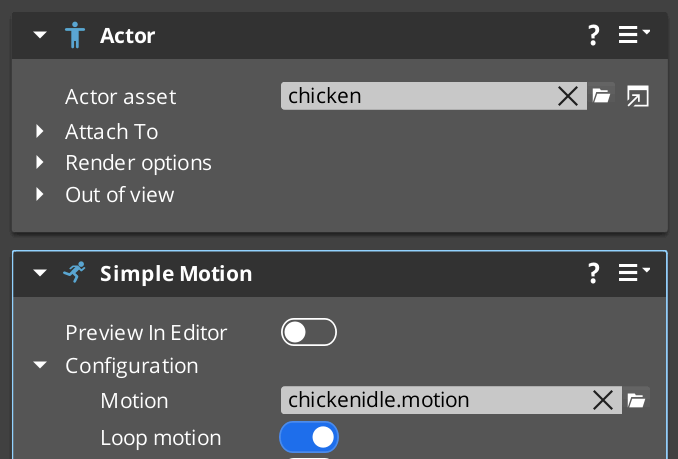 Actor ?
Actor asset chicken
Attach To
Render options
Out of view
Simple Motion ?
Preview In Editor
Configuration
Motion chickenidle.motion
Loop motion